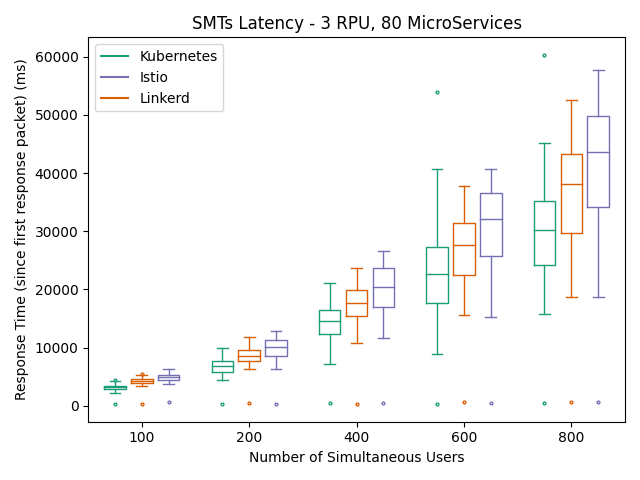 SMTs Latency - 3 RPU, 80 MicroServices
Response Time (since first response packet) (ms)
60000
50000
40000
30000
20000
10000
0
Kubernetes
Istio
Linkerd
100
200
400
600
800
Number of Simultaneous Users